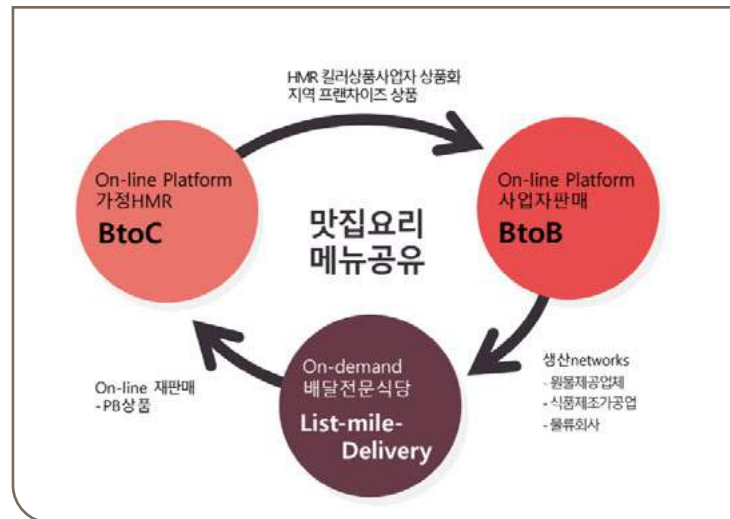 HMR 킬러상품사업자 상품화
지역 프랜차이즈 상품
On-line Platform
가정HMR
BtoC
On-line Platform
사업자판매
BtoB
맛집요리
메뉴공유
On-demand
배달전문식당
List-mile-
Delivery
생산networks
- 원물제공업체
- 식품제조가공업
- 물류회사
On-line 재판매
-PB상품